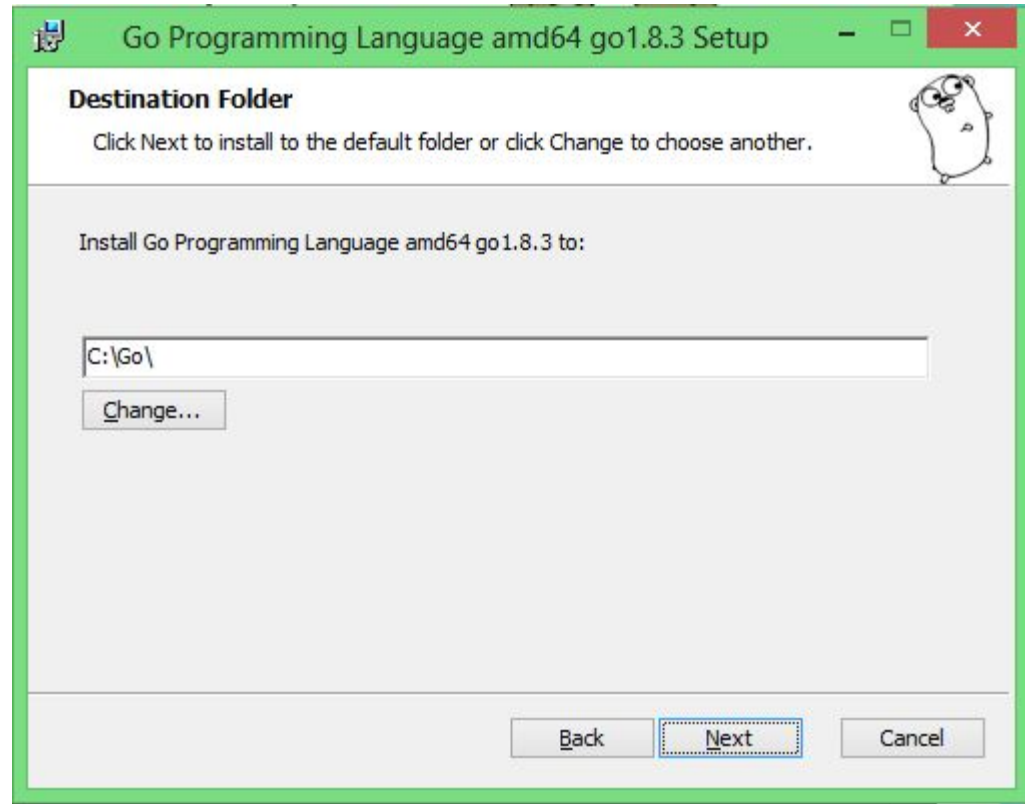 Go Programming Language amd64 go1.8.3 Setup
Destination Folder
Click Next to install to the default folder or click Change to choose another.
Install Go Programming Language amd64 go1.8.3 to:
C:\Go\
Change...
Back
Next
Cancel